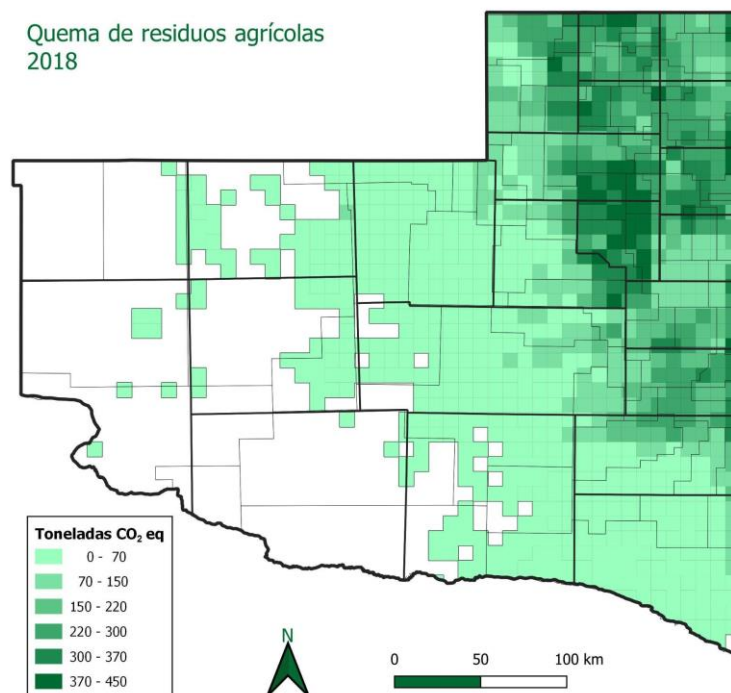 Quema de residuos agrícolas
2018
Toneladas CO₂ eq
0 - 70
70 - 150
150 - 220
220 - 300
300 - 370
370 - 450
N
0 50 100 km